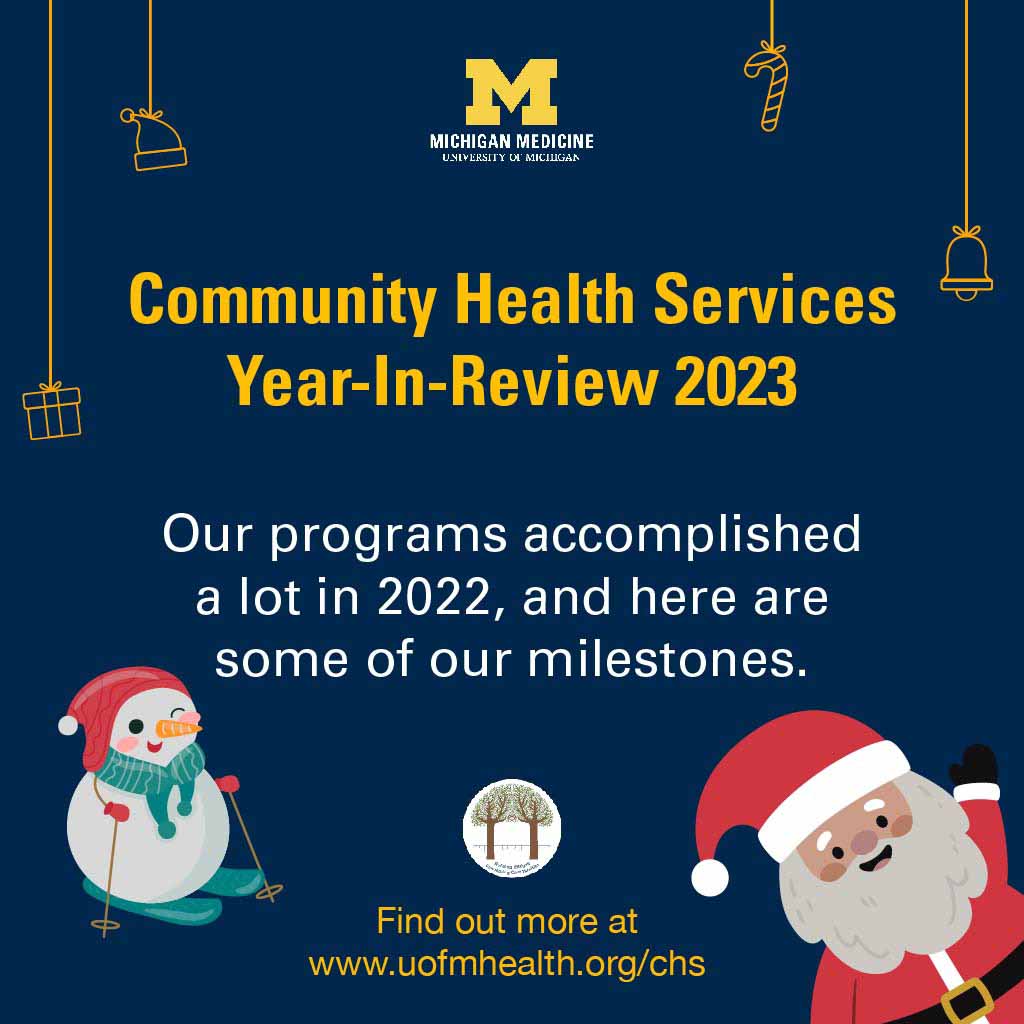 M
MICHIGAN MEDICINE
UNIVERSITY OF MICHIGAN
Community Health Services
Year-In-Review 2023
Our programs accomplished
a lot in 2022, and here are
some of our milestones.
Find out more at
www.uofmhealth.org/chs